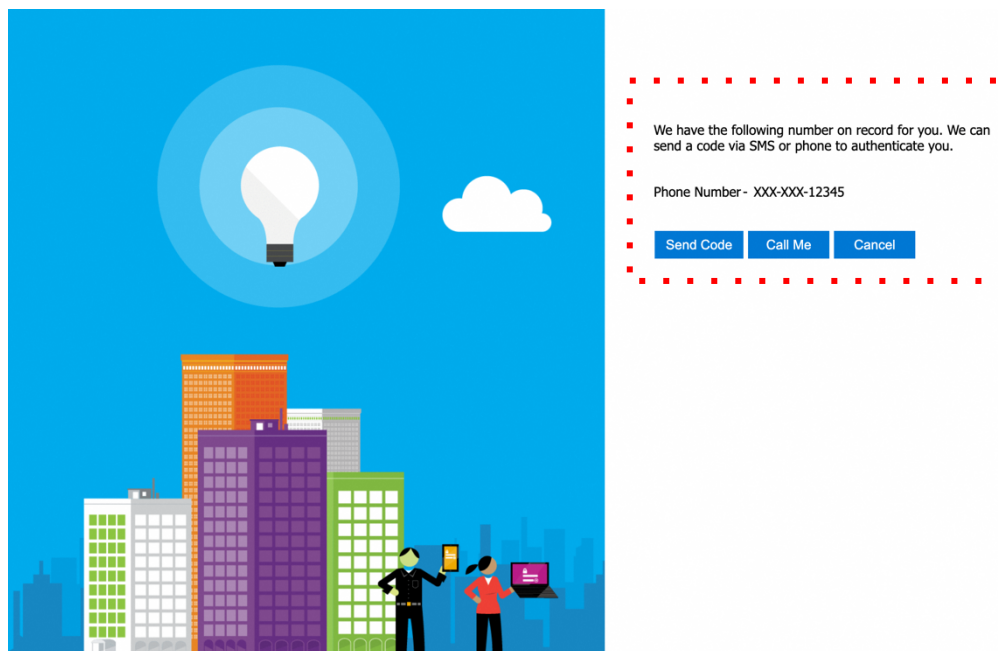 We have the following number on record for you. We can
send a code via SMS or phone to authenticate you.
Phone Number - XXX-XXX-12345
Send Code Call Me Cancel